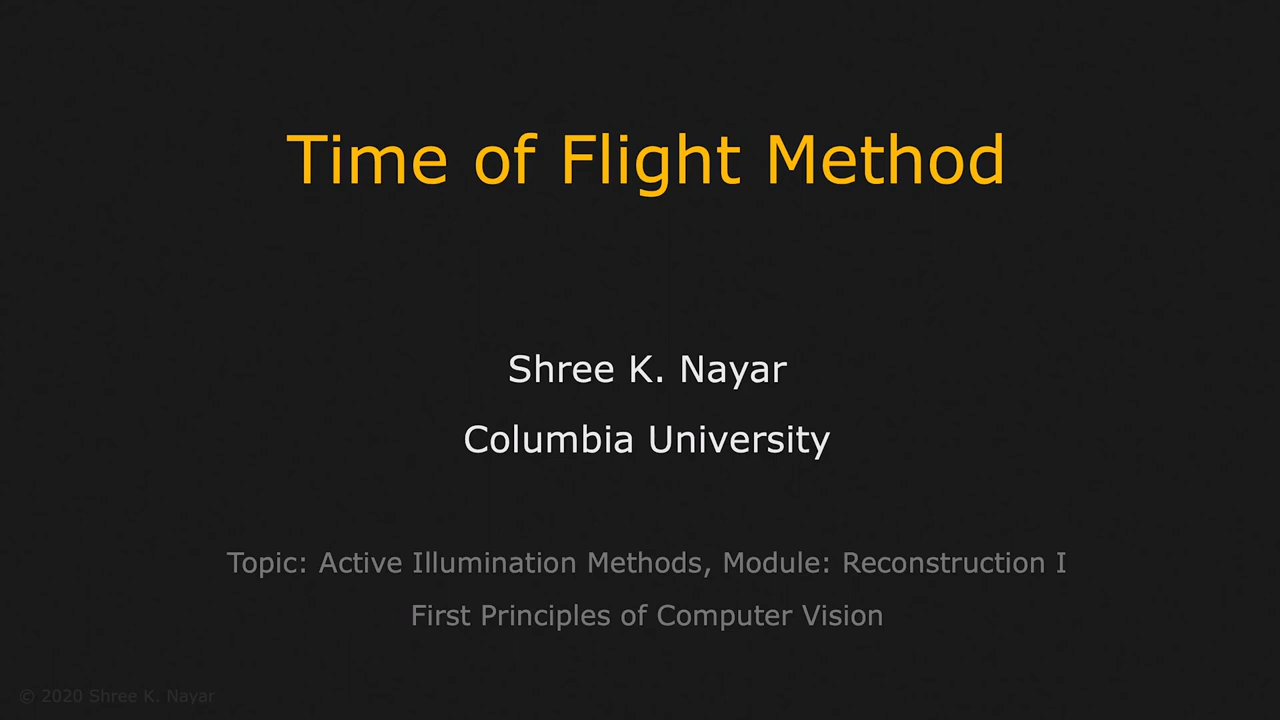 Time of Flight Method
Shree K. Nayar
Columbia University
Topic: Active Illumination Methods, Module: Reconstruction I
First Principles of Computer Vision
© 2020 Shree K. Nayar